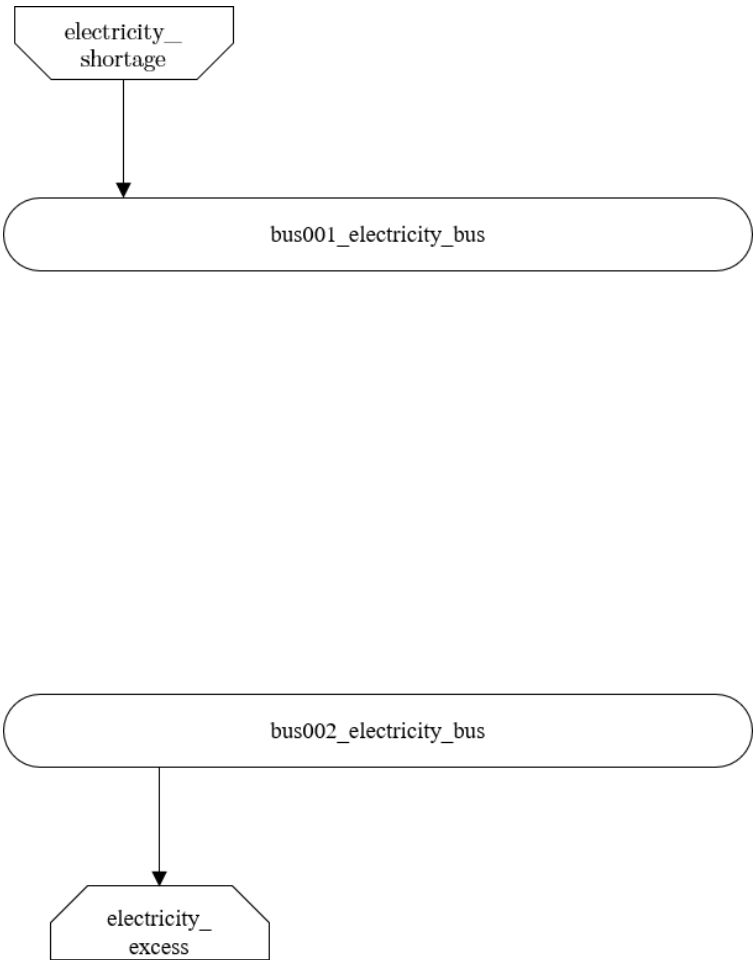 electricity_
shortage
bus001_electricity_bus
bus002_electricity_bus
electricity_
excess